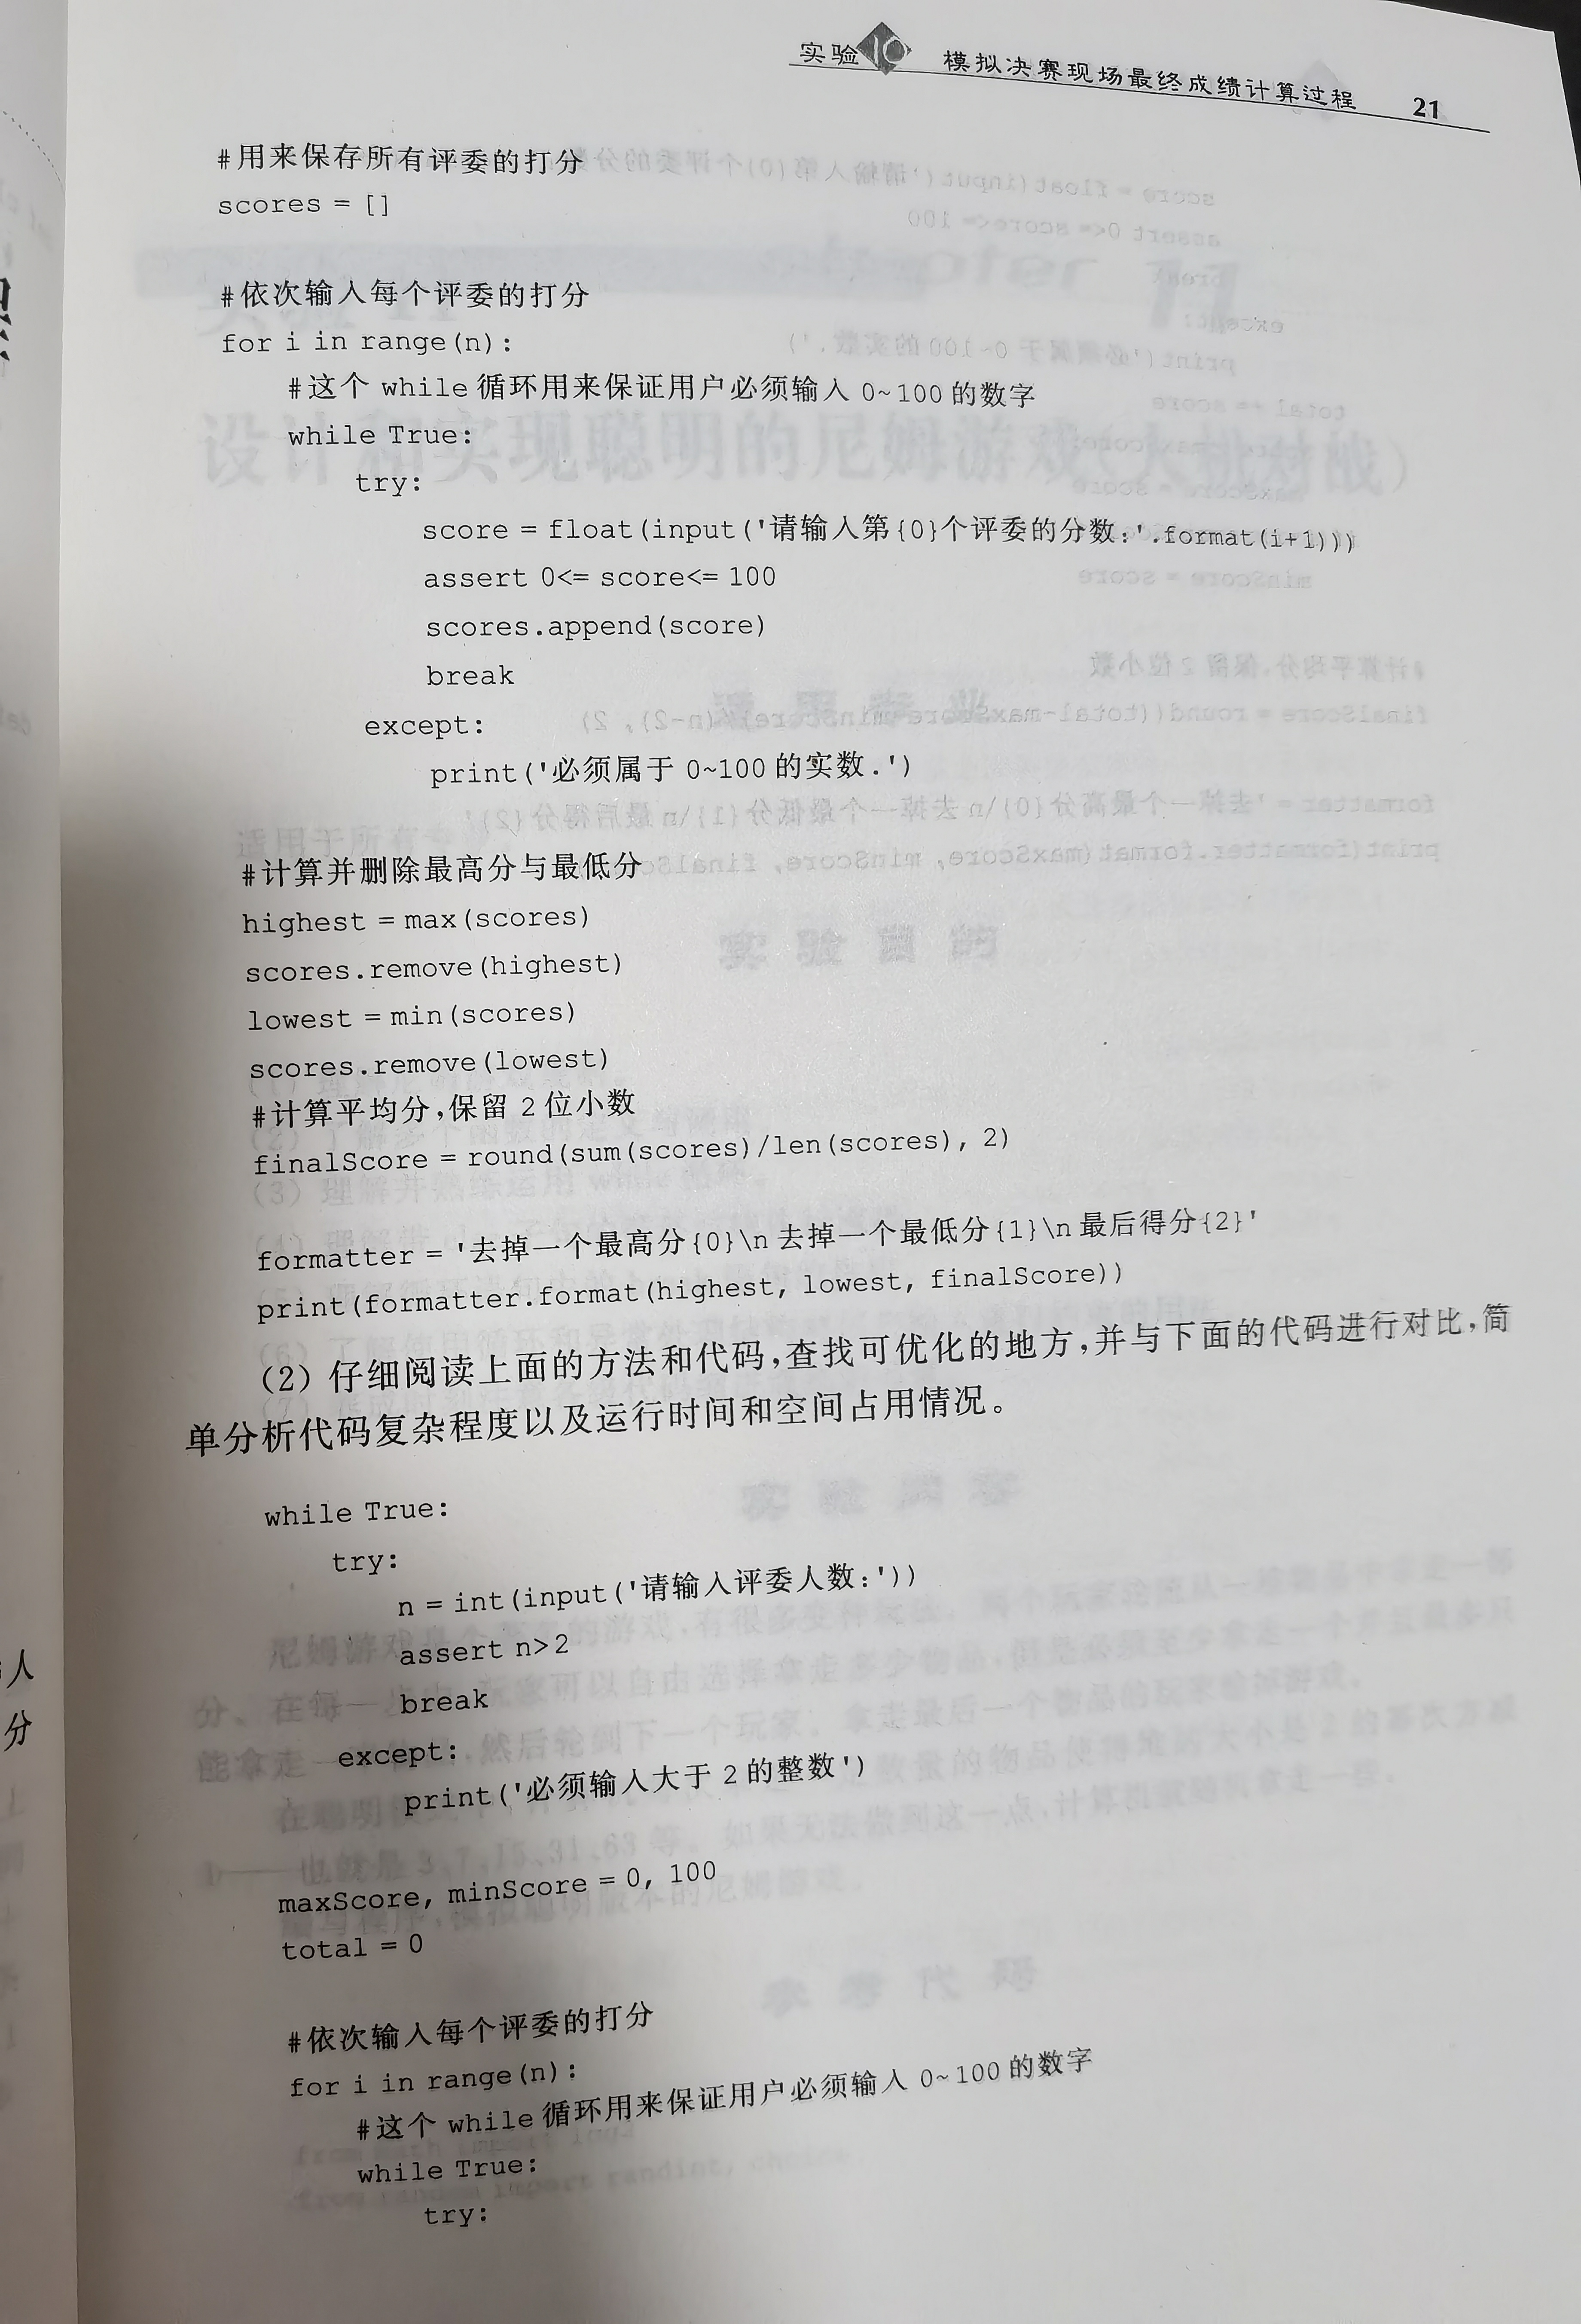 实验10 模拟决赛现场最终成绩计算过程 21
#用来保存所有评委的打分
scores = []
#依次输入每个评委的打分
for i in range(n):
#这个 while 循环用来保证用户必须输入 0~100 的数字
while True:
try:
score = float(input('请输入第{0}个评委的分数:'.format(i+1)))
assert 0<= score<= 100
scores.append(score)
break
except:
print('必须属于 0~100 的实数.')
#计算并删除最高分与最低分
highest = max(scores)
scores.remove(highest)
lowest = min(scores)
scores.remove(lowest)
#计算平均分,保留 2 位小数
finalScore = round(sum(scores)/len(scores), 2)
formatter = '去掉一个最高分{0}\n 去掉一个最低分{1}\n 最后得分{2}'
print(formatter.format(highest, lowest, finalScore))
(2) 仔细阅读上面的方法和代码,查找可优化的地方,并与下面的代码进行对比,简
单分析代码复杂程度以及运行时间和空间占用情况。
while True:
try:
n = int(input('请输入评委人数:'))
assert n>2
break
except:
print('必须输入大于 2 的整数')
maxScore, minScore = 0, 100
total = 0
#依次输入每个评委的打分
for i in range(n):
#这个 while 循环用来保证用户必须输入 0~100 的数字
while True:
try: